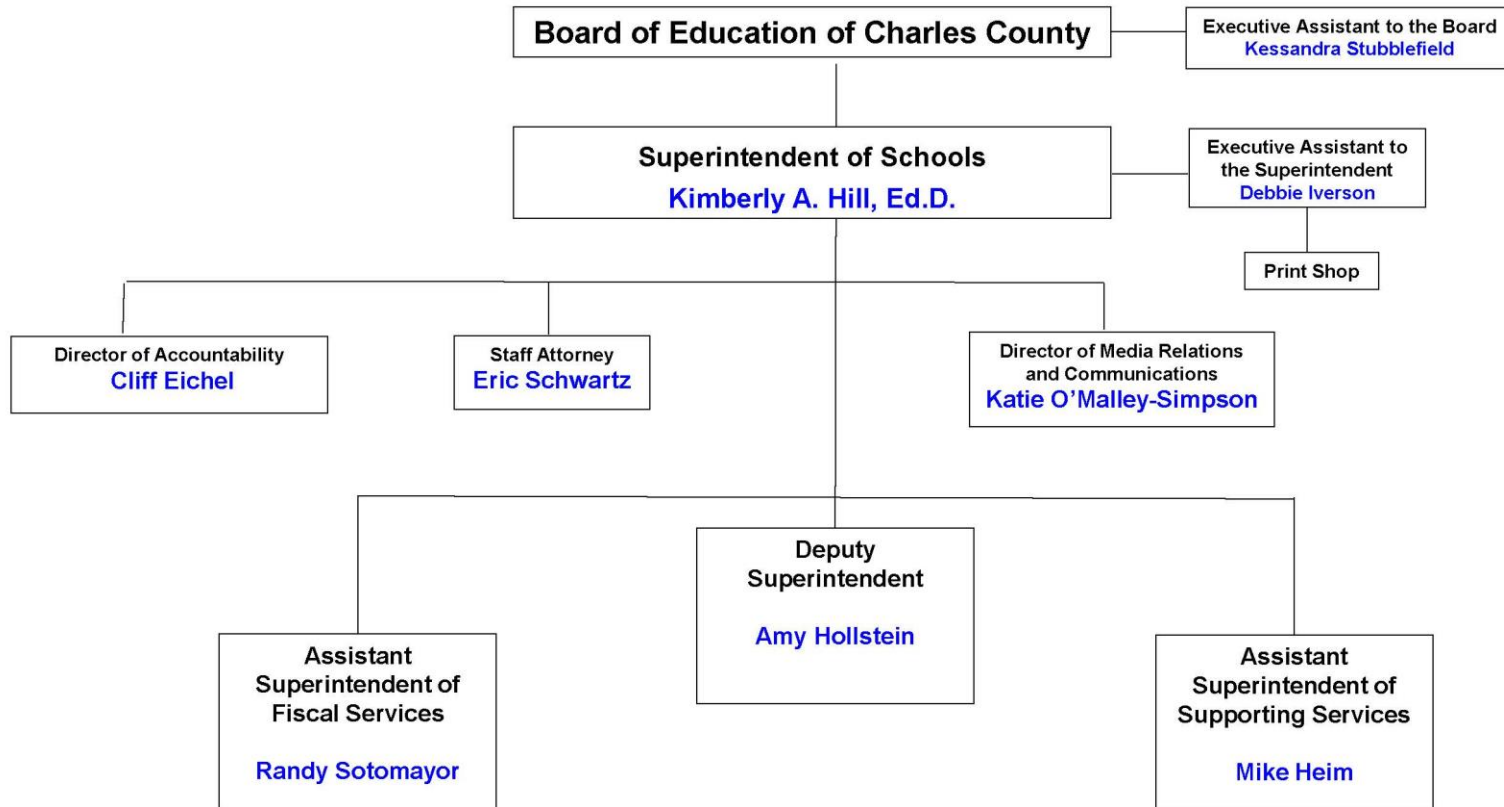 Board of Education of Charles County
Executive Assistant to the Board
Kessandra Stubblefield
Superintendent of Schools
Kimberly A. Hill, Ed.D.
Executive Assistant to
the Superintendent
Debbie Iverson
Print Shop
Director of Accountability
Cliff Eichel
Staff Attorney
Eric Schwartz
Director of Media Relations
and Communications
Katie O’Malley-Simpson
Deputy
Superintendent
Amy Hollstein
Assistant
Superintendent of
Fiscal Services
Randy Sotomayor
Assistant
Superintendent of
Supporting Services
Mike Heim